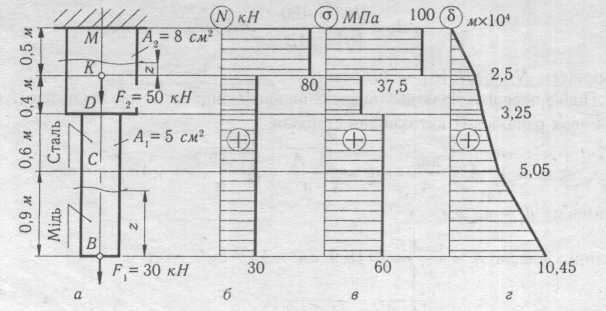 N кН
σ МПа
100
δ м×10⁴
0,5 м
M
A₂=8 см²
K
z
2,5
0,4 м
80
37,5
D
F₂=50 кН
3,25
0,6 м
Сталь
A₁=5 см²
C
5,05
0,9 м
Мідь
z
B
F₁=30 кН
30
60
10,45
а
б
в
г